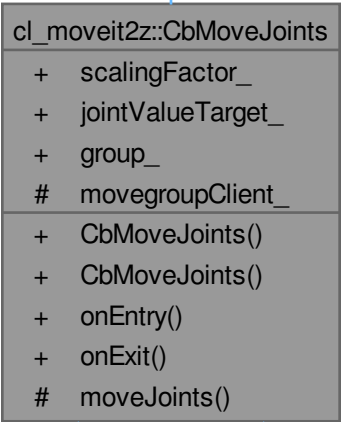 cl_moveit2z::CbMoveJoints
+ scalingFactor_
+ jointValueTarget_
+ group_
# movegroupClient_
+ CbMoveJoints()
+ CbMoveJoints()
+ onEntry()
+ onExit()
# moveJoints()